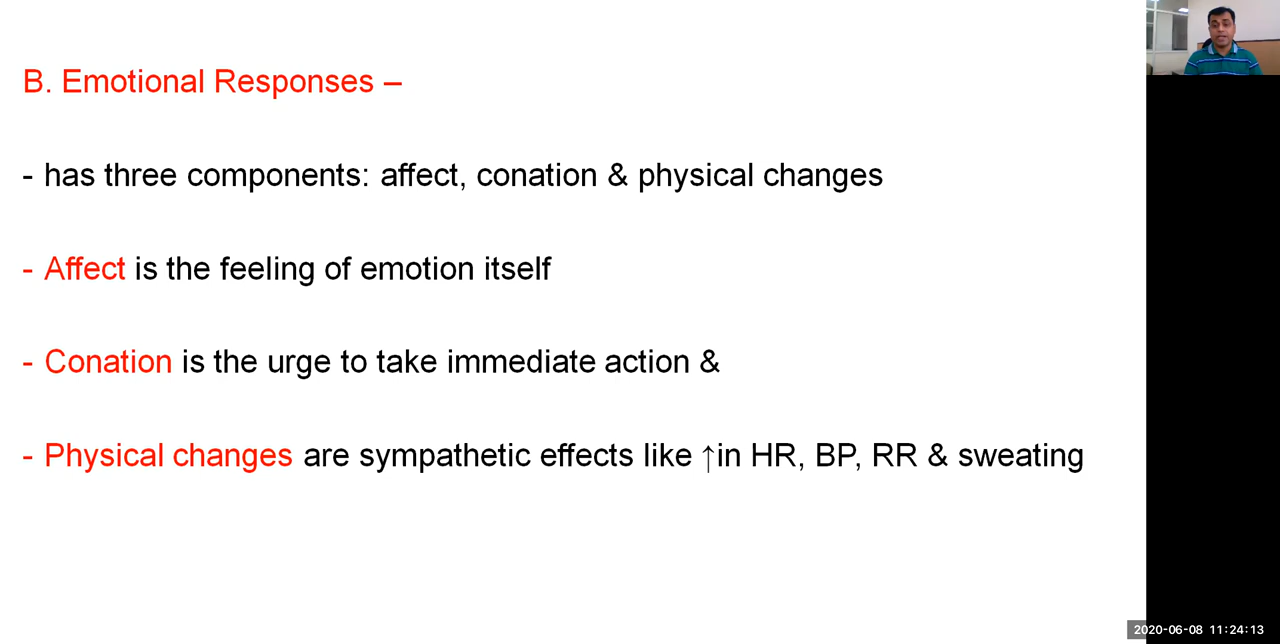 B. Emotional Responses –
- has three components: affect, conation & physical changes
- Affect is the feeling of emotion itself
- Conation is the urge to take immediate action &
- Physical changes are sympathetic effects like ↑in HR, BP, RR & sweating
2020-06-08 11:24:13